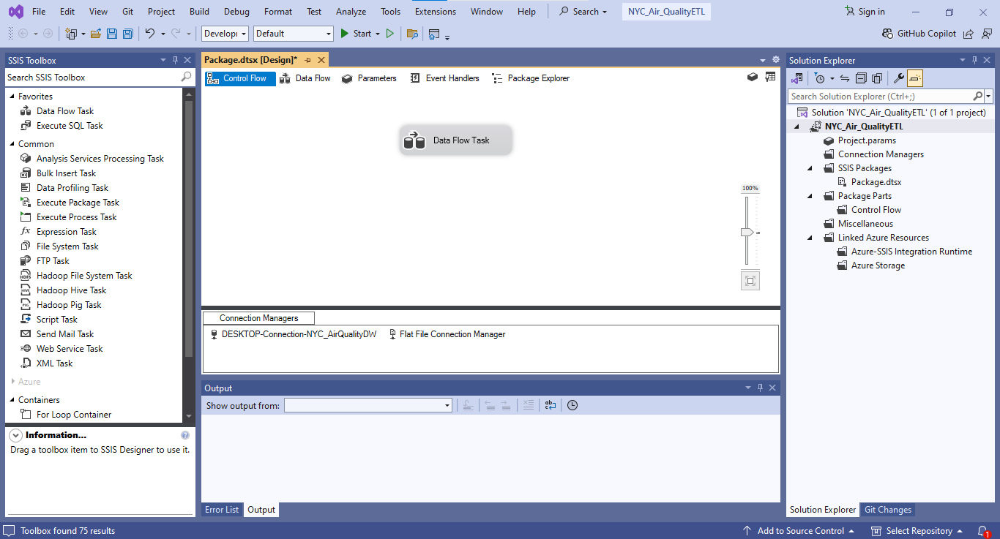 File Edit View Git Project Build Debug Format Test Analyze Tools Extensions Window Help Search NYC_Air_QualityETL Sign in
Develop Default Start GitHub Copilot
SSIS Toolbox
Search SSIS Toolbox
Favorites
Data Flow Task
Execute SQL Task
Common
Analysis Services Processing Task
Bulk Insert Task
Data Profiling Task
Execute Package Task
Execute Process Task
fx Expression Task
File System Task
FTP Task
Hadoop File System Task
Hadoop Hive Task
Hadoop Pig Task
Script Task
Send Mail Task
Web Service Task
XML Task
Azure
Containers
For Loop Container
Information...
Drag a toolbox item to SSIS Designer to use it.
Package.dtsx [Design]*
Control Flow Data Flow Parameters Event Handlers Package Explorer
Data Flow Task
100%
Connection Managers
DESKTOP-Connection-NYC_AirQualityDW Flat File Connection Manager
Output
Show output from:
Error List Output
Solution Explorer
Search Solution Explorer (Ctrl+;)
Solution 'NYC_Air_QualityETL' (1 of 1 project)
NYC_Air_QualityETL
Project.params
Connection Managers
SSIS Packages
Package.dtsx
Package Parts
Control Flow
Miscellaneous
Linked Azure Resources
Azure-SSIS Integration Runtime
Azure Storage
Solution Explorer Git Changes
Toolbox found 75 results Add to Source Control Select Repository 1